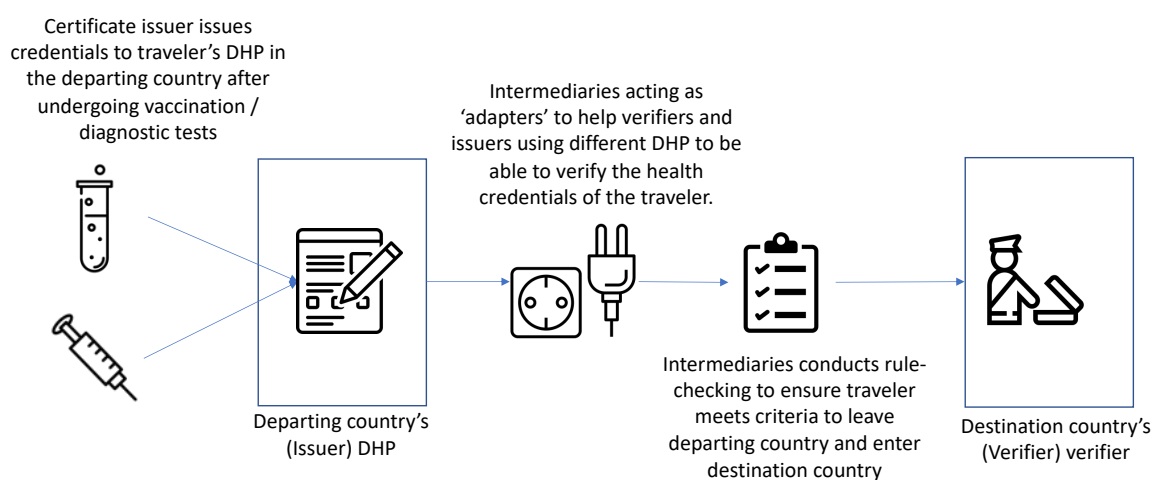 Certificate issuer issues
credentials to traveler’s DHP in
the departing country after
undergoing vaccination /
diagnostic tests
Intermediaries acting as
‘adapters’ to help verifiers and
issuers using different DHP to be
able to verify the health
credentials of the traveler.
Departing country’s
(Issuer) DHP
Intermediaries conducts rule-
checking to ensure traveler
meets criteria to leave
departing country and enter
destination country
Destination country’s
(Verifier) verifier